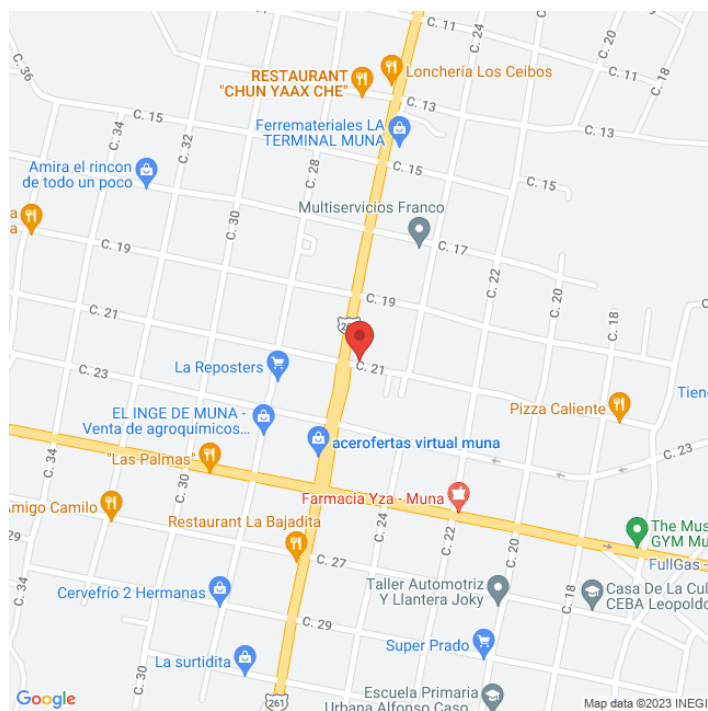 C. 36
C. 34
C. 15
C. 32
RESTAURANT
"CHUN YAAX CHE"
Lonchería Los Ceibos
C. 24
C. 11
C. 20
C. 11
C. 13
C. 13
Ferremateriales LA
TERMINAL MUNA
C. 28
C. 15
C. 15
Amira el rincon
de todo un poco
C. 30
Multiservicios Franco
C. 17
a
a
C. 19
C. 19
C. 22
C. 20
C. 18
C. 21
C. 21
C. 23
La Reposters
Pizza Caliente
Tien
EL INGE DE MUNA -
Venta de agroquímicos...
acerofertas virtual muna
C. 23
C. 34
C. 30
"Las Palmas"
Farmacia Yza - Muna
Amigo Camilo
Restaurant La Bajadita
C. 24
C. 22
C. 20
The Mus
GYM Mu
FullGas -
29
C. 27
C. 34
Cervefrío 2 Hermanas
C. 29
Taller Automotriz
Y Llantera Joky
C. 18
Casa De La Cul
CEBA Leopoldo
Super Prado
La surtidita
C. 30
261
Escuela Primaria
Urbana Alfonso Caso
Google
Map data ©2023 INEGI